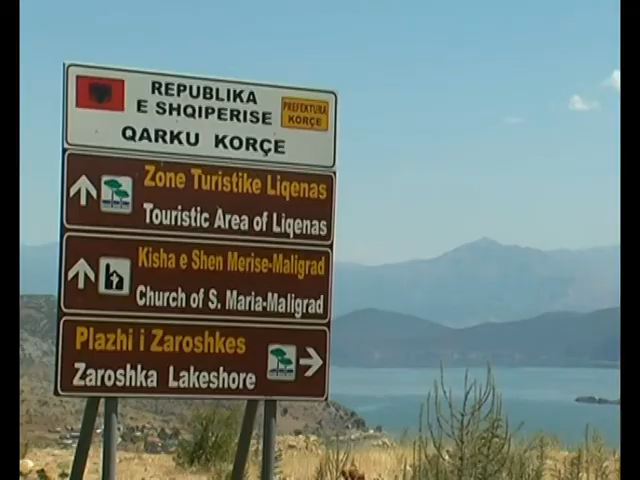 REPUBLIKA
E SHQIPERISE
PREFEKTURA
KORÇE
QARKU KORÇE
Zone Turistike Liqenas
Touristic Area of Liqenas
Kisha e Shen Merise-Maligrad
Church of S. Maria-Maligrad
Plazhi i Zaroshkes
Zaroshka Lakeshore